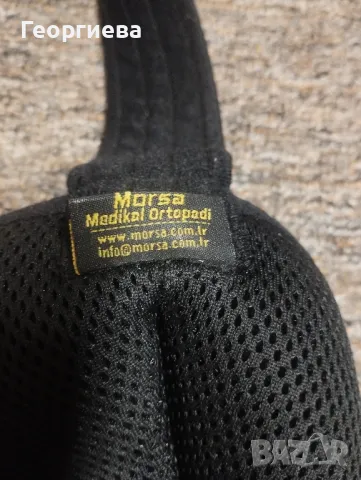 Георгиева
Morsa
Medikal Ortopedi
www.morsa.com.tr
info@morsa.com.tr
BAZAR